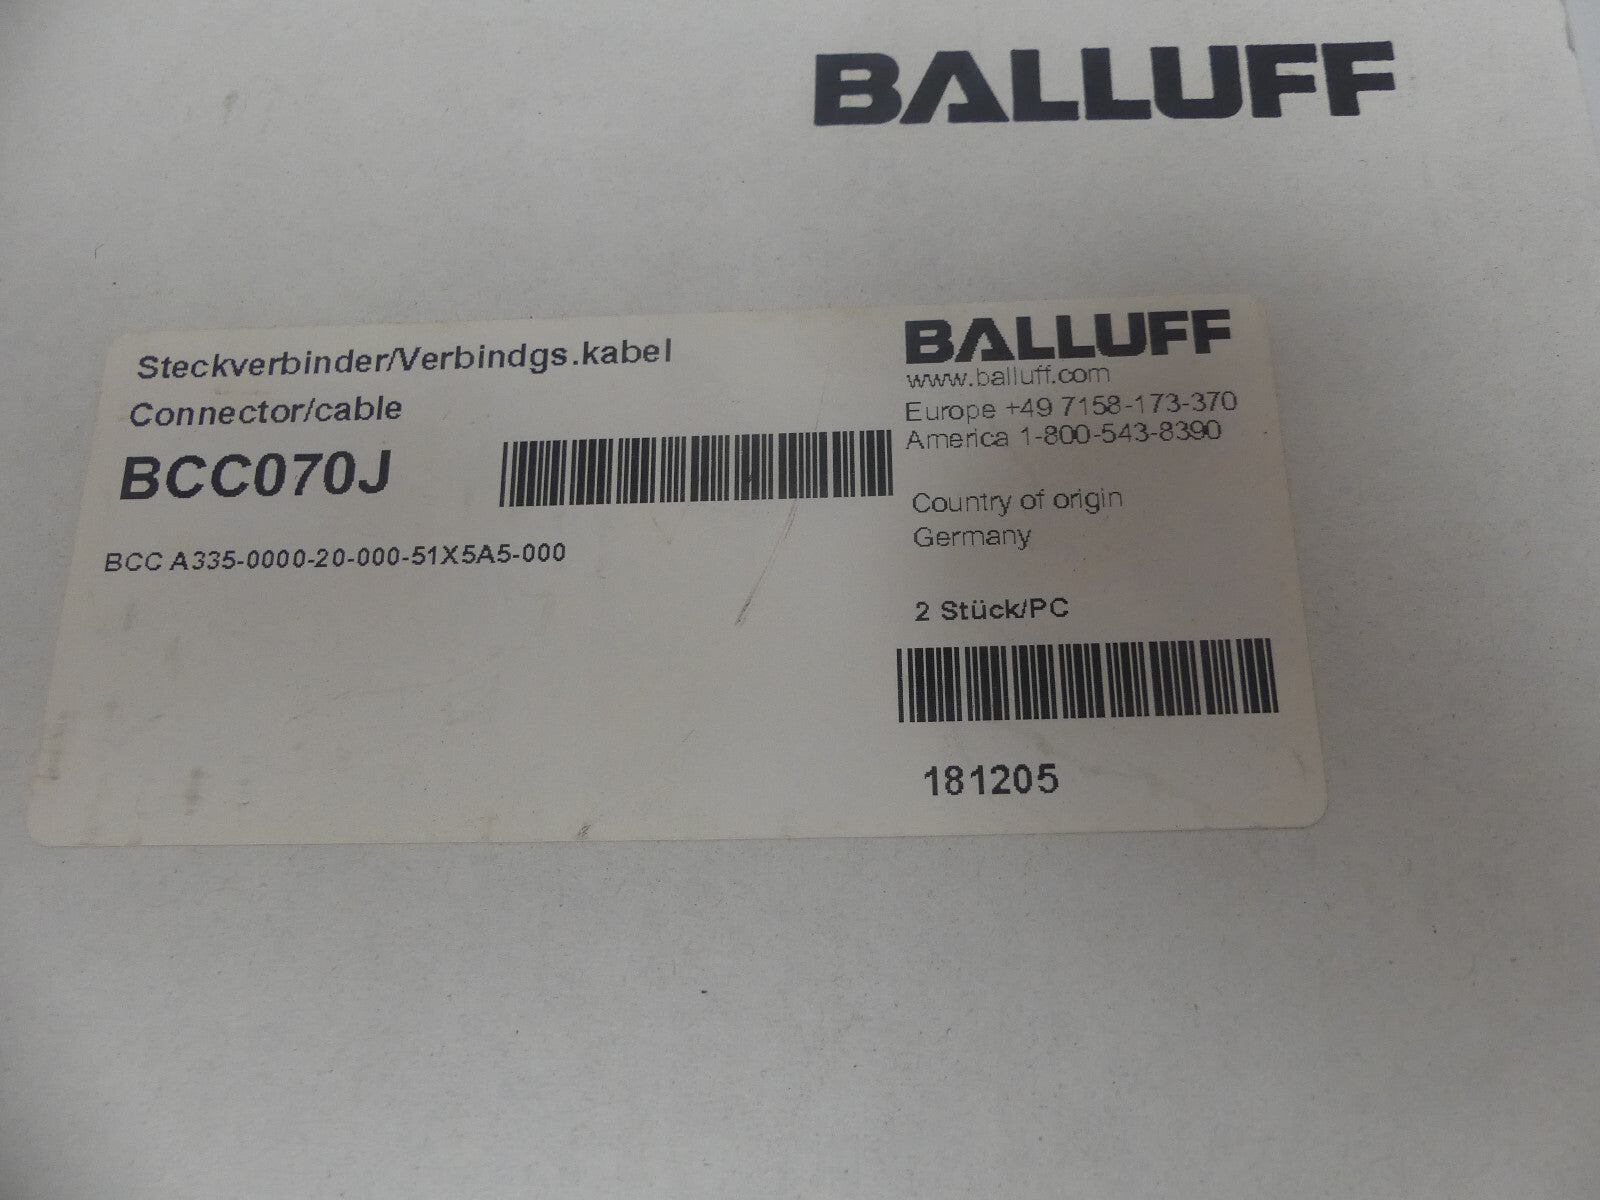 BALLUFF
Steckverbinder/Verbindgs.kabel
Connector/cable
BCC070J
BCC A335-0000-20-000-51X5A5-000
BALLUFF
www.balluff.com
Europe +49 7158-173-370
America 1-800-543-8390
Country of origin
Germany
2 Stück/PC
181205